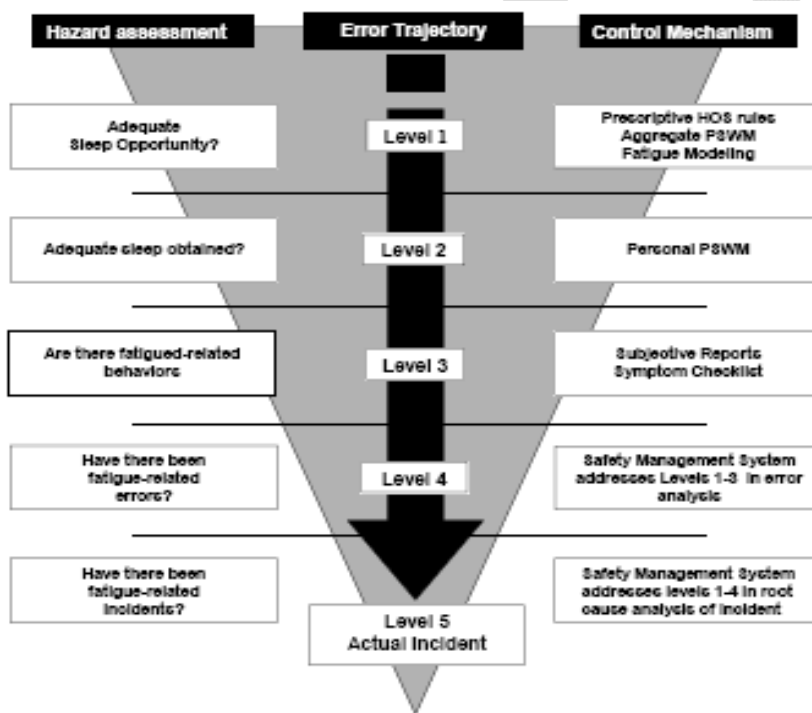 Hazard assessment
Error Trajectory
Control Mechanism
Adequate
Sleep Opportunity?
Level 1
Prescriptive HOS rules
Aggregate PSWM
Fatigue Modeling
Adequate sleep obtained?
Level 2
Personal PSWM
Are there fatigued-related
behaviors
Level 3
Subjective Reports
Symptom Checklist
Have there been
fatigue-related
errors?
Level 4
Safety Management System
addresses Levels 1-3 in error
analysis
Have there been
fatigue-related
incidents?
Level 5
Actual Incident
Safety Management System
addresses levels 1-4 in root
cause analysis of incident